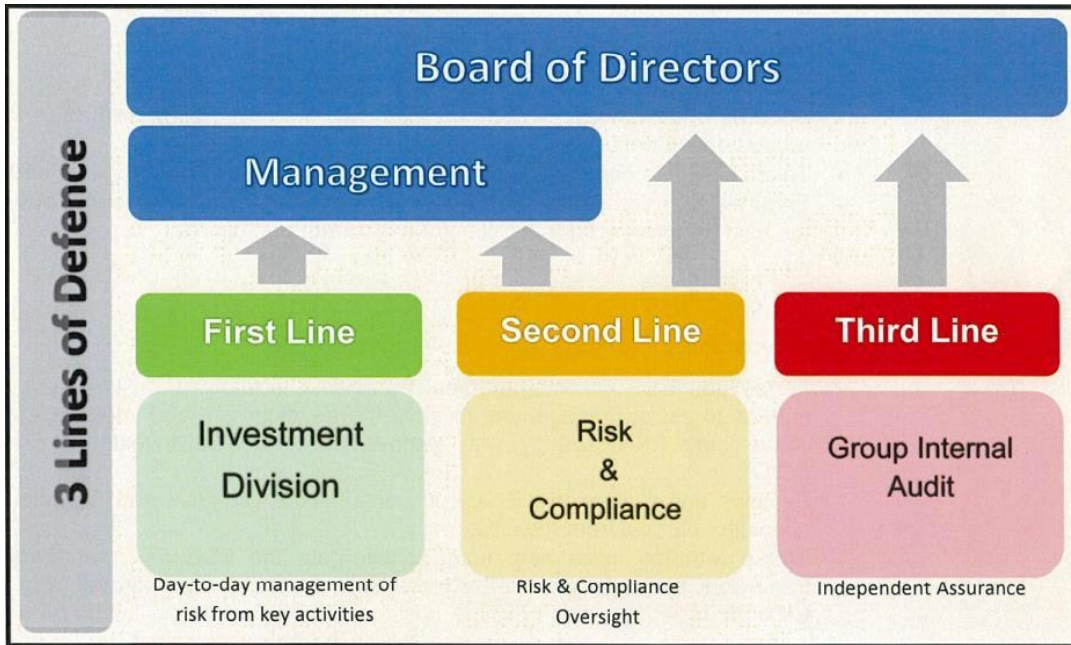 3 Lines of Defence
Board of Directors
Management
First Line
Second Line
Third Line
Investment
Division
Risk
&
Compliance
Group Internal
Audit
Day-to-day management of
risk from key activities
Risk & Compliance
Oversight
Independent Assurance